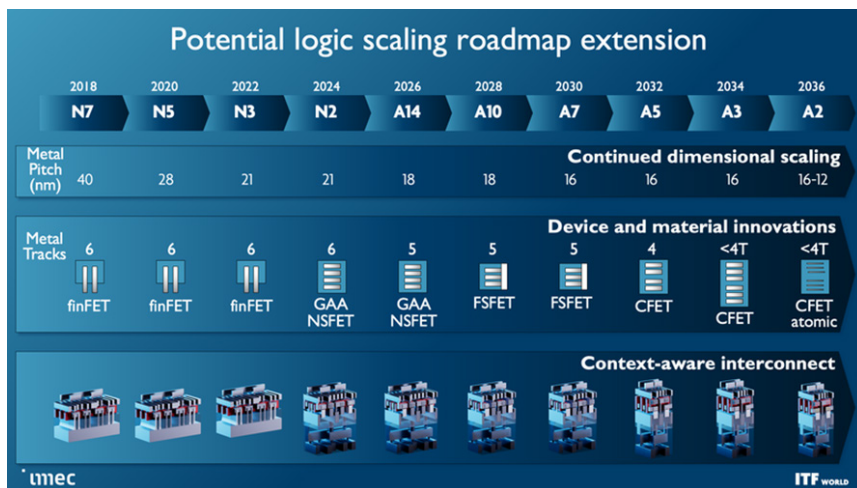 Potential logic scaling roadmap extension
2018 2020 2022 2024 2026 2028 2030 2032 2034 2036
N7 N5 N3 N2 A14 A10 A7 A5 A3 A2
Continued dimensional scaling
Metal
Pitch
(nm)
40 28 21 21 18 18 16 16 16 16-12
Device and material innovations
Metal
Tracks
6 6 6 6 5 5 5 4 <4T <4T
finFET finFET finFET GAA NSFET GAA NSFET FSFET FSFET CFET CFET CFET atomic
Context-aware interconnect
imec
ITF WORLD